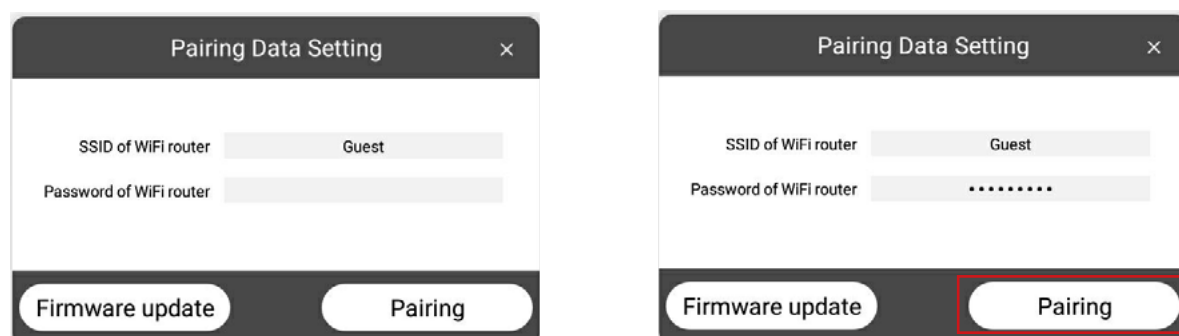 Pairing Data Setting ×
SSID of WiFi router Guest
Password of WiFi router
Firmware update Pairing
Pairing Data Setting ×
SSID of WiFi router Guest
Password of WiFi router •••••••••
Firmware update Pairing